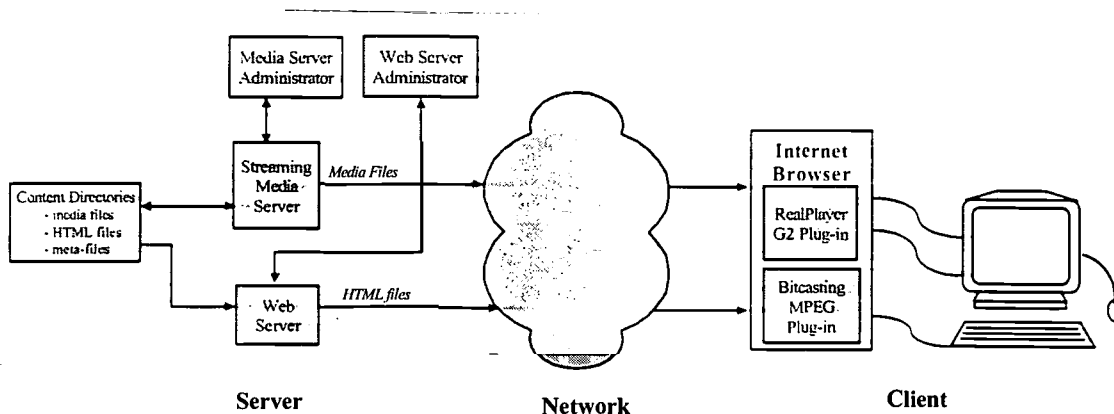 Media Server
Administrator
Web Server
Administrator
Streaming
Media
Server
Media Files
Content Directories
- media files
- HTML files
- meta-files
Web
Server
HTML files
Internet
Browser
RealPlayer
G2 Plug-in
Bitcasting
MPEG
Plug-in
Server
Network
Client